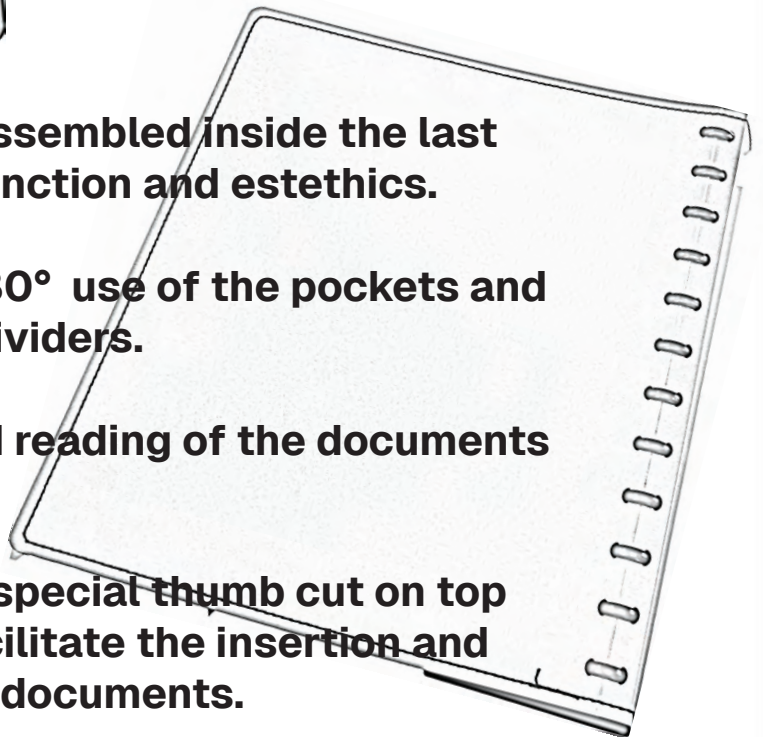 ssembled inside the last
nction and estethics.
80° use of the pockets and
ividers.
reading of the documents
special thumb cut on top
cilitate the insertion and
documents.